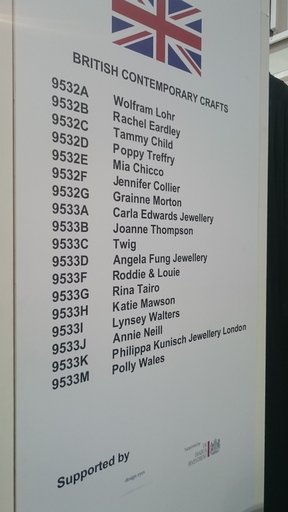 BRITISH CONTEMPORARY CRAFTS
9532A Wolfram Lohr
9532B Rachel Eardley
9532C Tammy Child
9532D Poppy Treffry
9532E Mia Chicco
9532F Jennifer Collier
9532G Grainne Morton
9533A Carla Edwards Jewellery
9533B Joanne Thompson
9533C Twig
9533D Angela Fung Jewellery
9533F Roddie & Louie
9533G Rina Tairo
9533H Katie Mawson
9533I Lynsey Walters
9533J Annie Neill
9533K Philippa Kunisch Jewellery London
9533M Polly Wales
Supported by